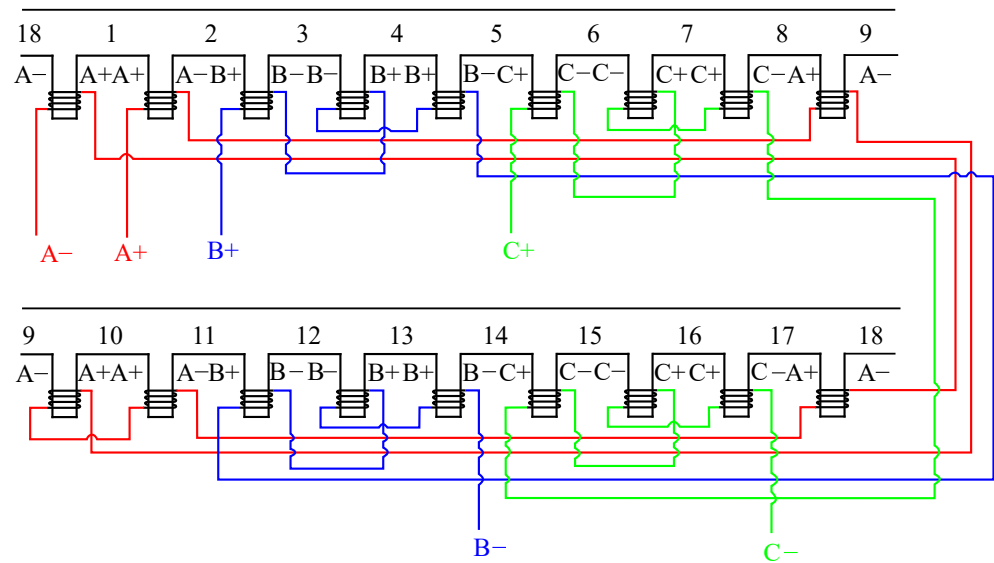 18 1 2 3 4 5 6 7 8 9
A− A+A+ A−B+ B−B− B+B+ B−C+ C−C− C+C+ C−A+ A−
A− A+ B+ C+
9 10 11 12 13 14 15 16 17 18
A− A+A+ A−B+ B−B− B+B+ B−C+ C−C− C+C+ C−A+ A−
B− C−